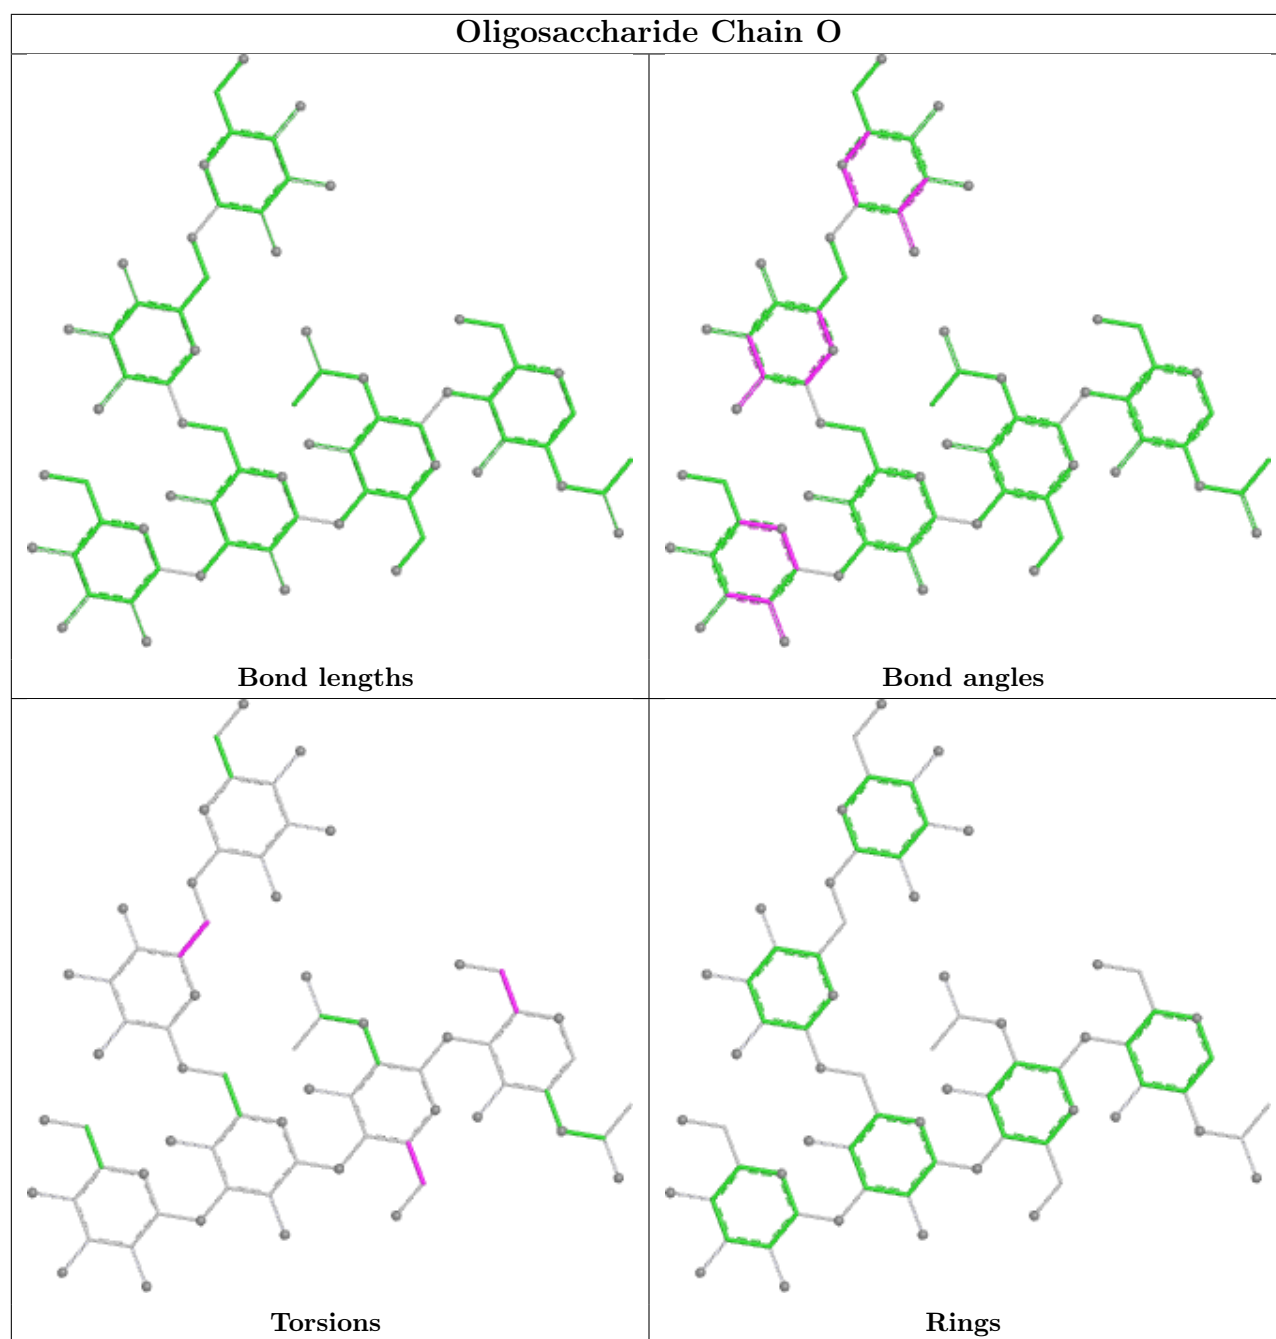 Oligosaccharide Chain O
Bond lengths
Bond angles
Torsions
Rings